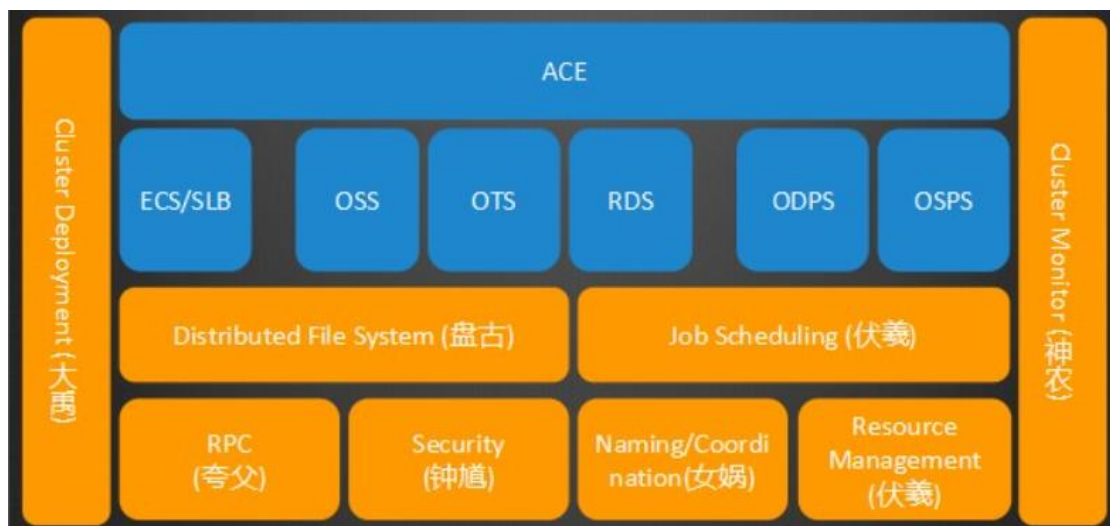 ACE
Cluster Deployment (大禹)
ECS/SLB
OSS
OTS
RDS
ODPS
OSPS
Cluster Monitor (神农)
Distributed File System (盘古)
Job Scheduling (伏羲)
RPC
(夸父)
Security
(钟馗)
Naming/Coordi
nation(女娲)
Resource
Management
(伏羲)